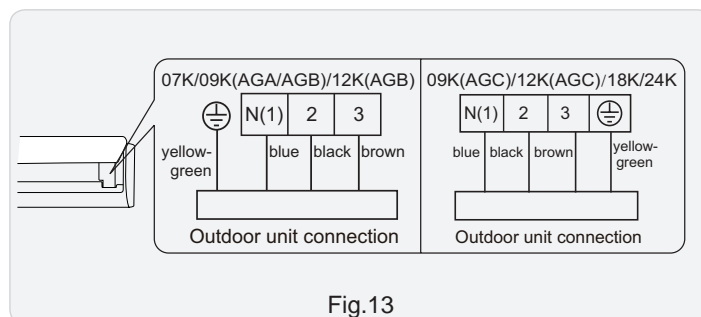 07K/09K(AGA/AGB)/12K(AGB)
N(1) 2 3
yellow-
green
blue black brown
Outdoor unit connection
09K(AGC)/12K(AGC)/18K/24K
N(1) 2 3
blue black brown
yellow-
green
Outdoor unit connection
Fig.13